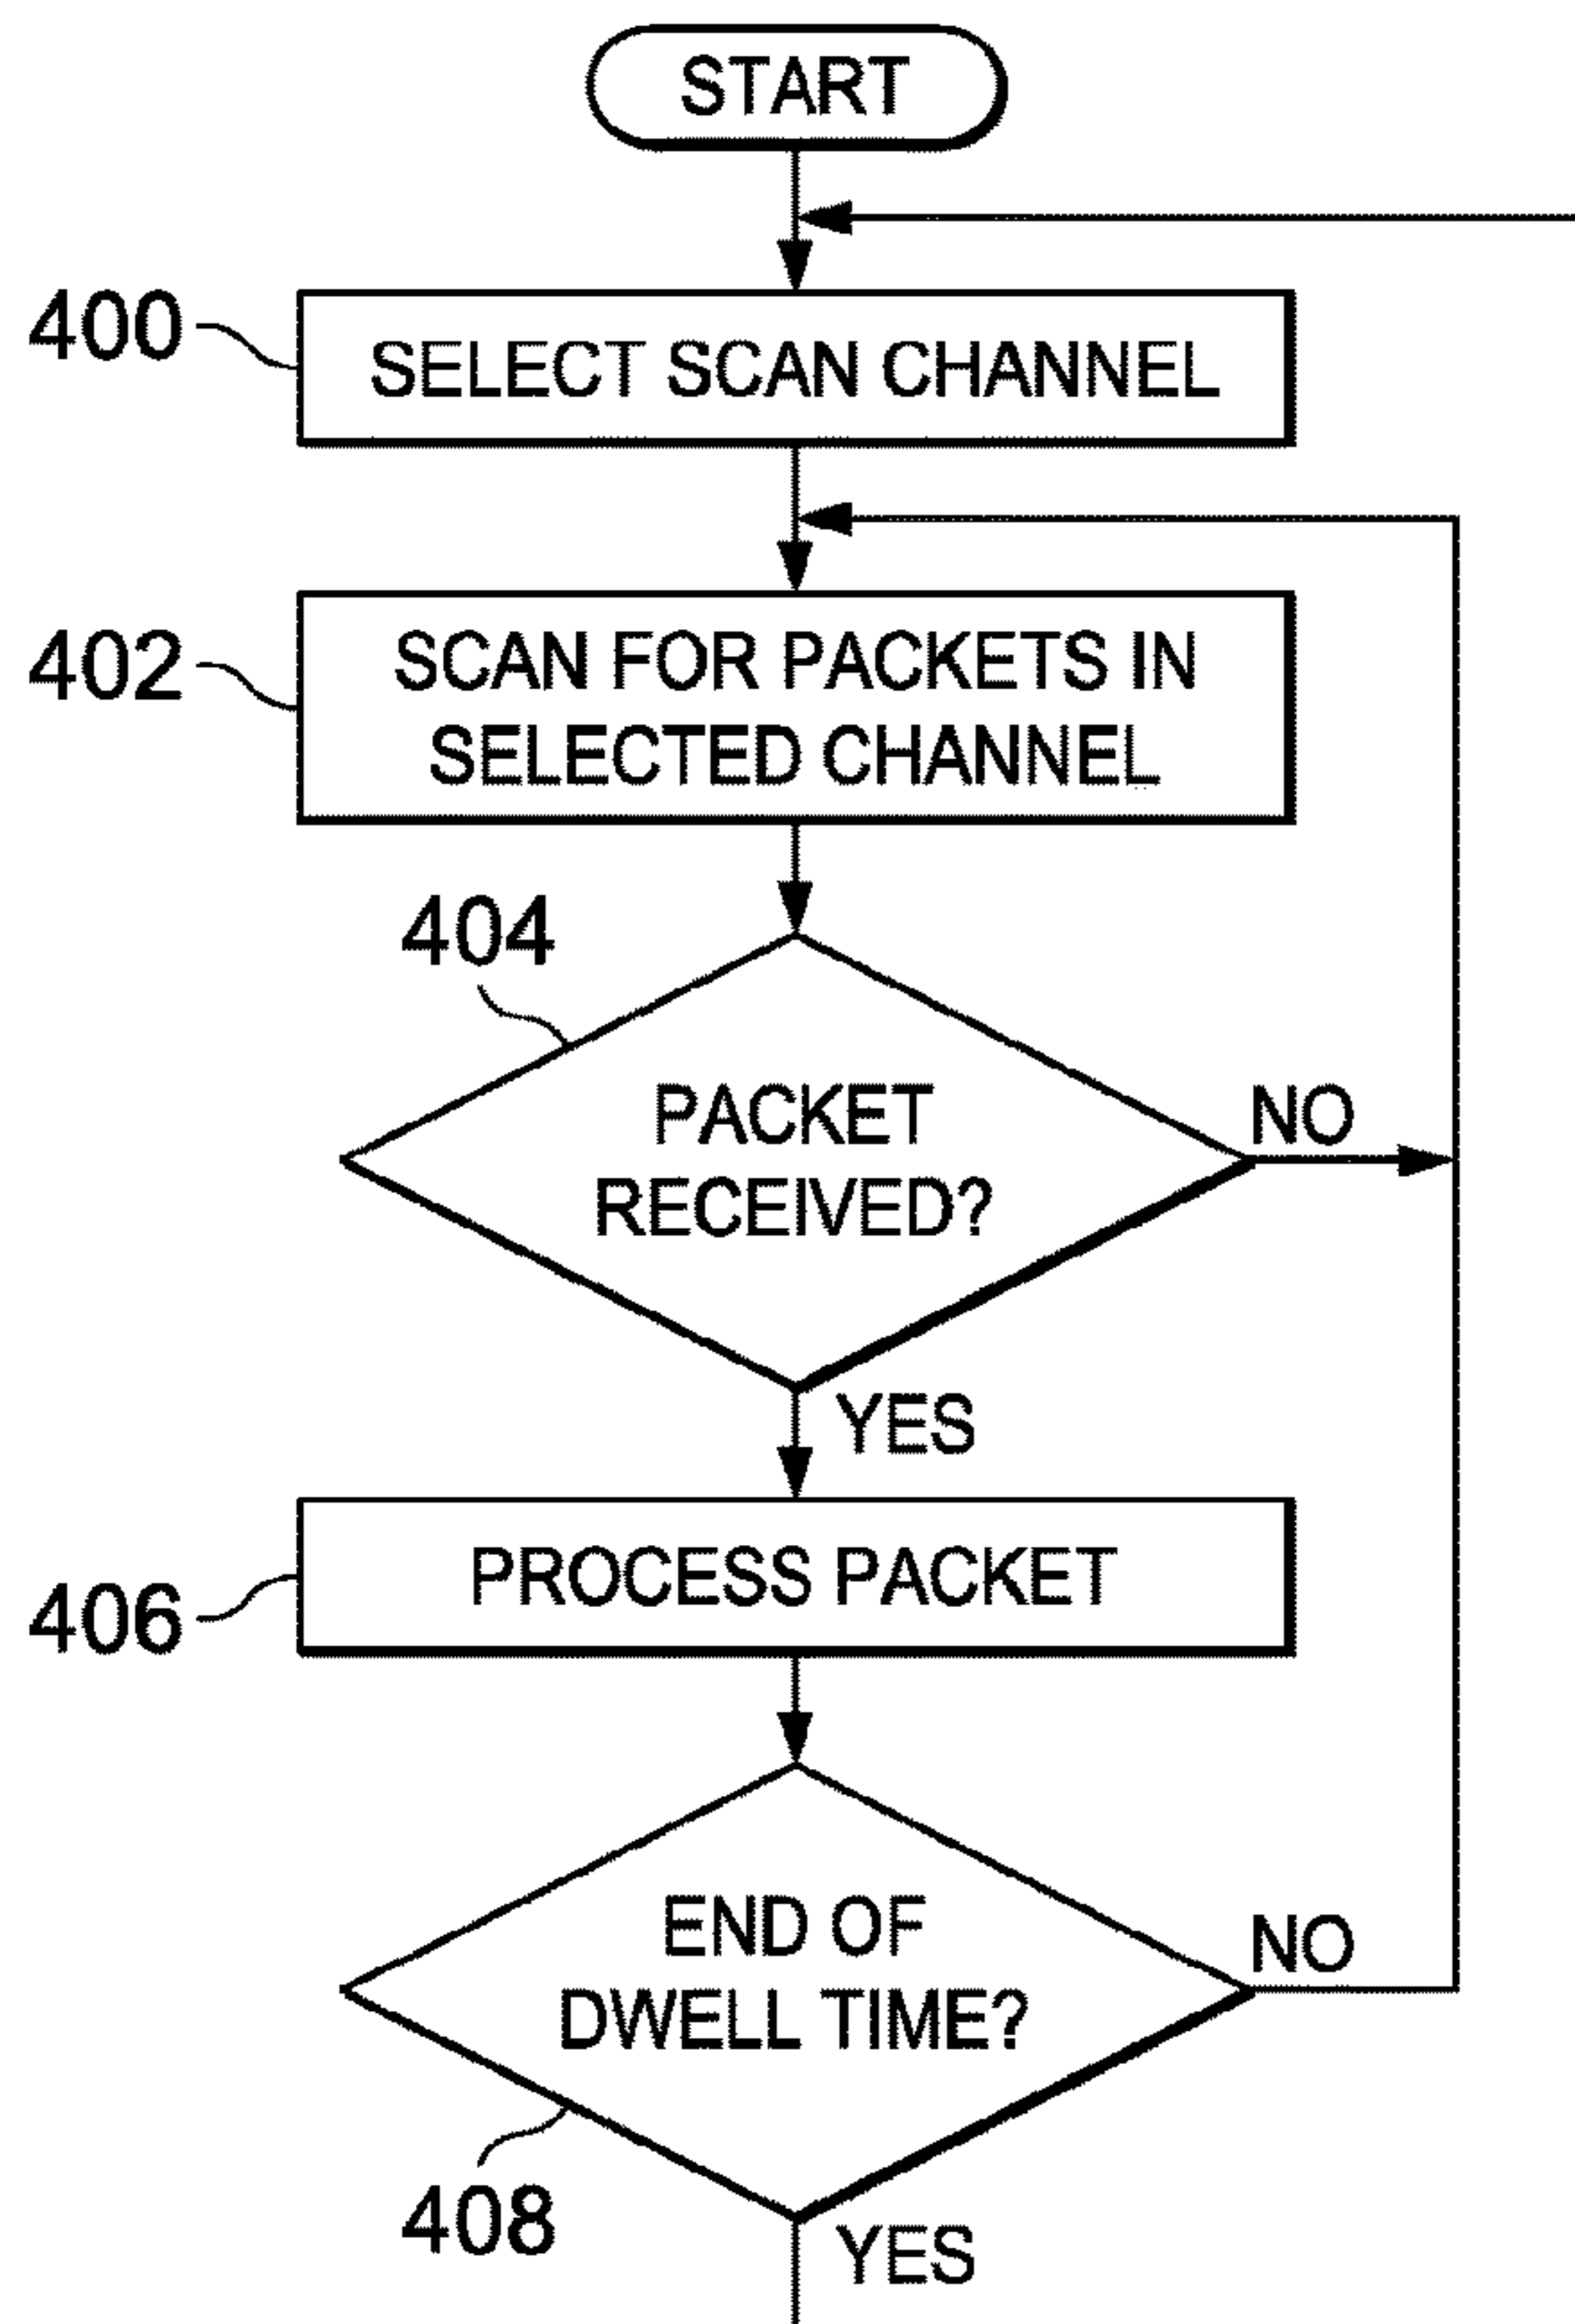 START
400
SELECT SCAN CHANNEL
402
SCAN FOR PACKETS IN
SELECTED CHANNEL
404
PACKET
RECEIVED?
NO
YES
406
PROCESS PACKET
END OF
DWELL TIME?
NO
408
YES